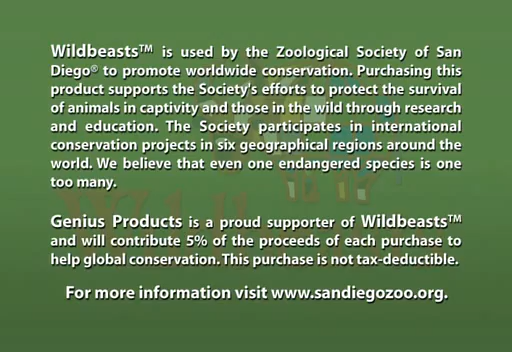 Wildbeasts™ is used by the Zoological Society of San
Diego® to promote worldwide conservation. Purchasing this
product supports the Society's efforts to protect the survival
of animals in captivity and those in the wild through research
and education. The Society participates in international
conservation projects in six geographical regions around the
world. We believe that even one endangered species is one
too many.
Genius Products is a proud supporter of Wildbeasts™
and will contribute 5% of the proceeds of each purchase to
help global conservation. This purchase is not tax-deductible.
For more information visit www.sandiegozoo.org.